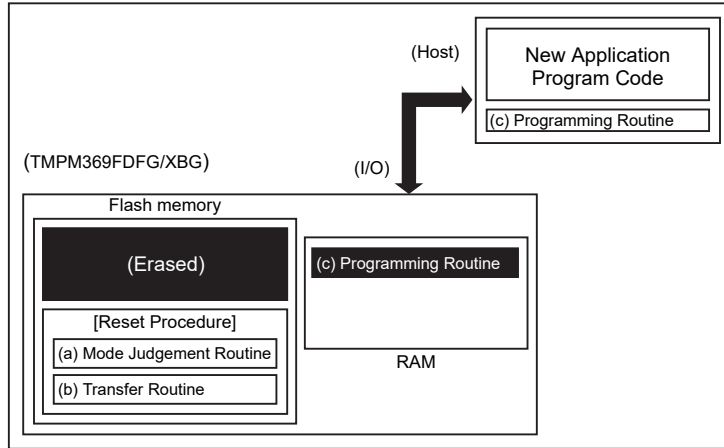 (Host)
New Application
Program Code
(c) Programming Routine
(TMPM369FDFG/XBG)
(I/O)
Flash memory
(Erased)
(c) Programming Routine
[Reset Procedure]
(a) Mode Judgement Routine
(b) Transfer Routine
RAM